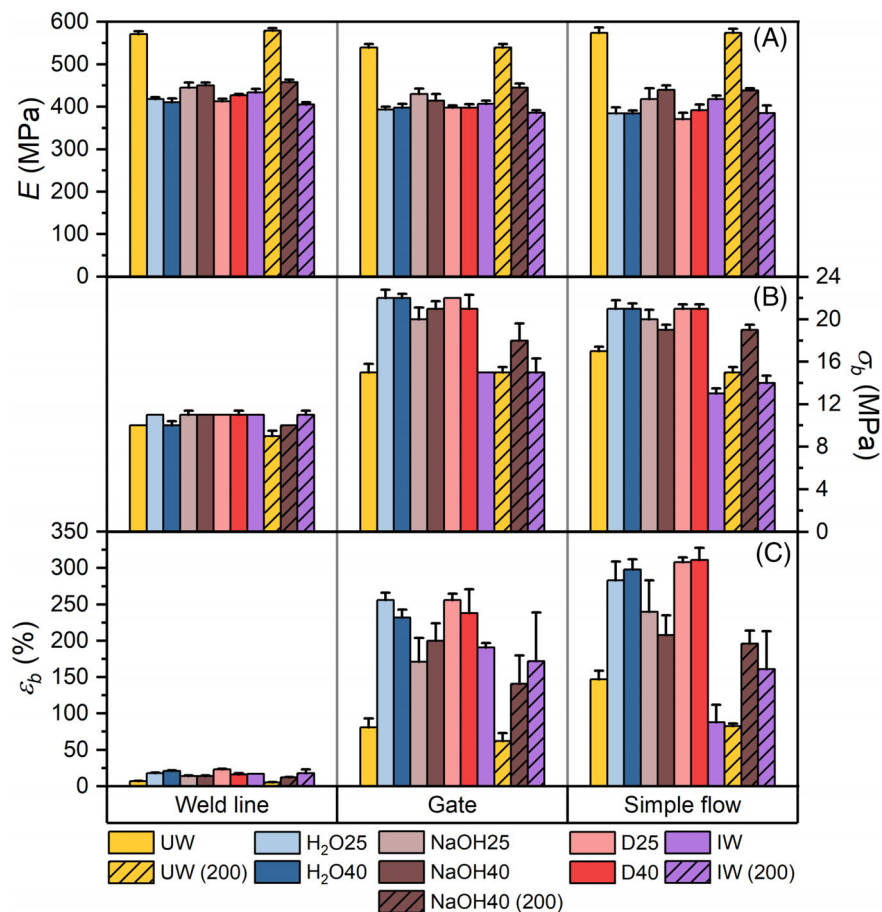 600
500
400
300
200
100
0
E (MPa)
(A)
24
20
16
12
8
4
0
σb (MPa)
(B)
350
300
250
200
150
100
50
0
εb (%)
(C)
Weld line Gate Simple flow
UW H₂O25 NaOH25 D25 IW
UW (200) H₂O40 NaOH40 D40 IW (200)
NaOH40 (200)